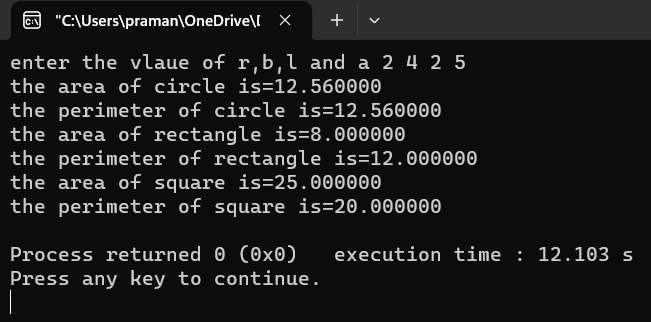 "C:\Users\praman\OneDrive\[
enter the vlaue of r,b,l and a 2 4 2 5
the area of circle is=12.560000
the perimeter of circle is=12.560000
the area of rectangle is=8.000000
the perimeter of rectangle is=12.000000
the area of square is=25.000000
the perimeter of square is=20.000000
Process returned 0 (0x0)   execution time : 12.103 s
Press any key to continue.